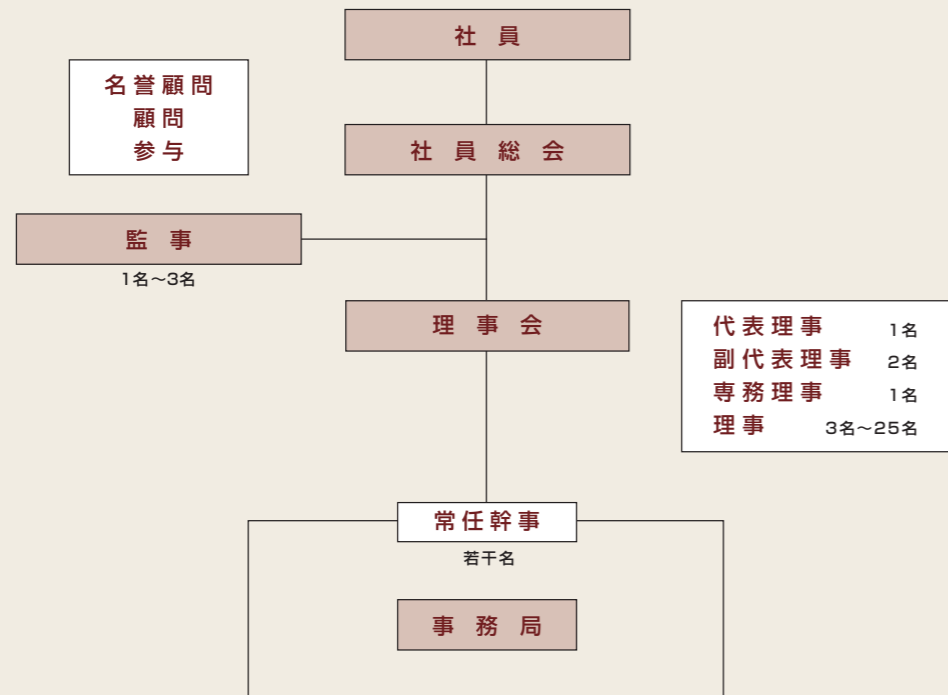 社員
名誉顧問
顧問
参与
社員総会
監事
1名～3名
理事会
代表理事 1名
副代表理事 2名
専務理事 1名
理事 3名～25名
常任幹事
若干名
事務局